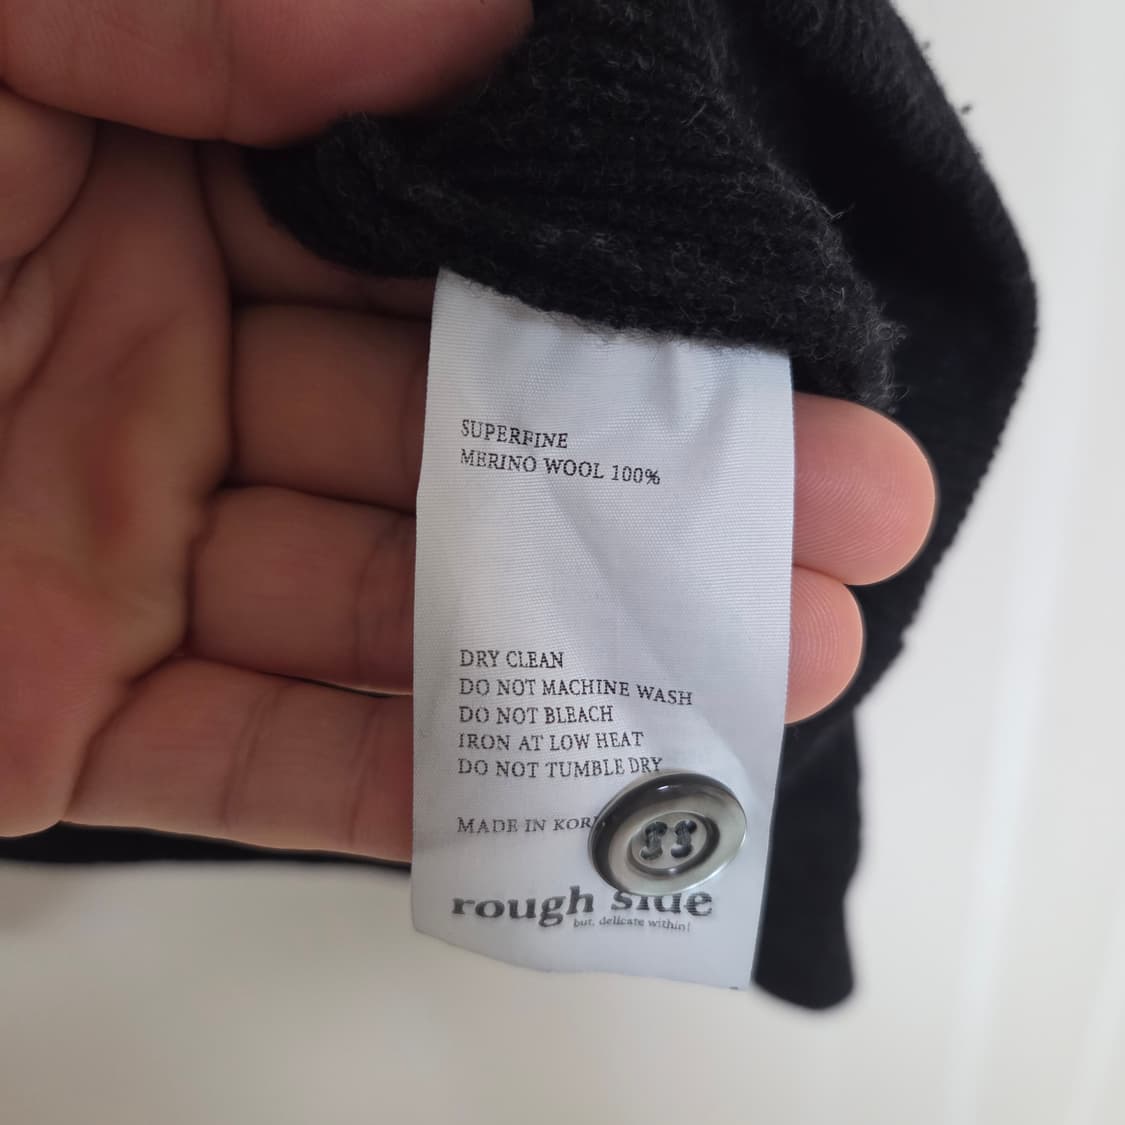 SUPERFINE
MERINO WOOL 100%
DRY CLEAN
DO NOT MACHINE WASH
DO NOT BLEACH
IRON AT LOW HEAT
DO NOT TUMBLE DRY
MADE IN
rough side
but, delicate within!